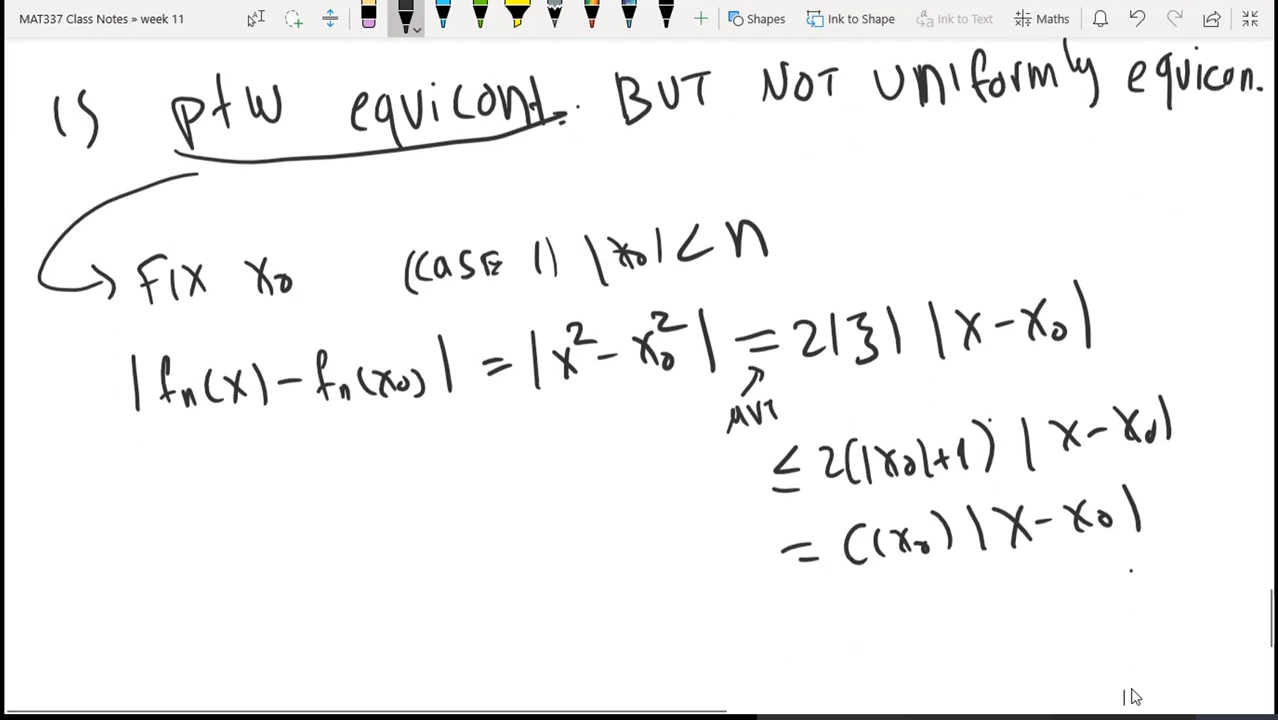 MAT337 Class Notes » week 11
Shapes
Ink to Shape
Ink to Text
Maths
is ptw equicont. BUT NOT uniformly equicon.
Fix x₀ (case 1) |x₀| < n
|fₙ(x) - fₙ(x₀)| = |x² - x₀²| = 2|ξ| |x - x₀|
MVT
≤ 2(|x₀|+1) |x - x₀|
= C(x₀) |x - x₀|